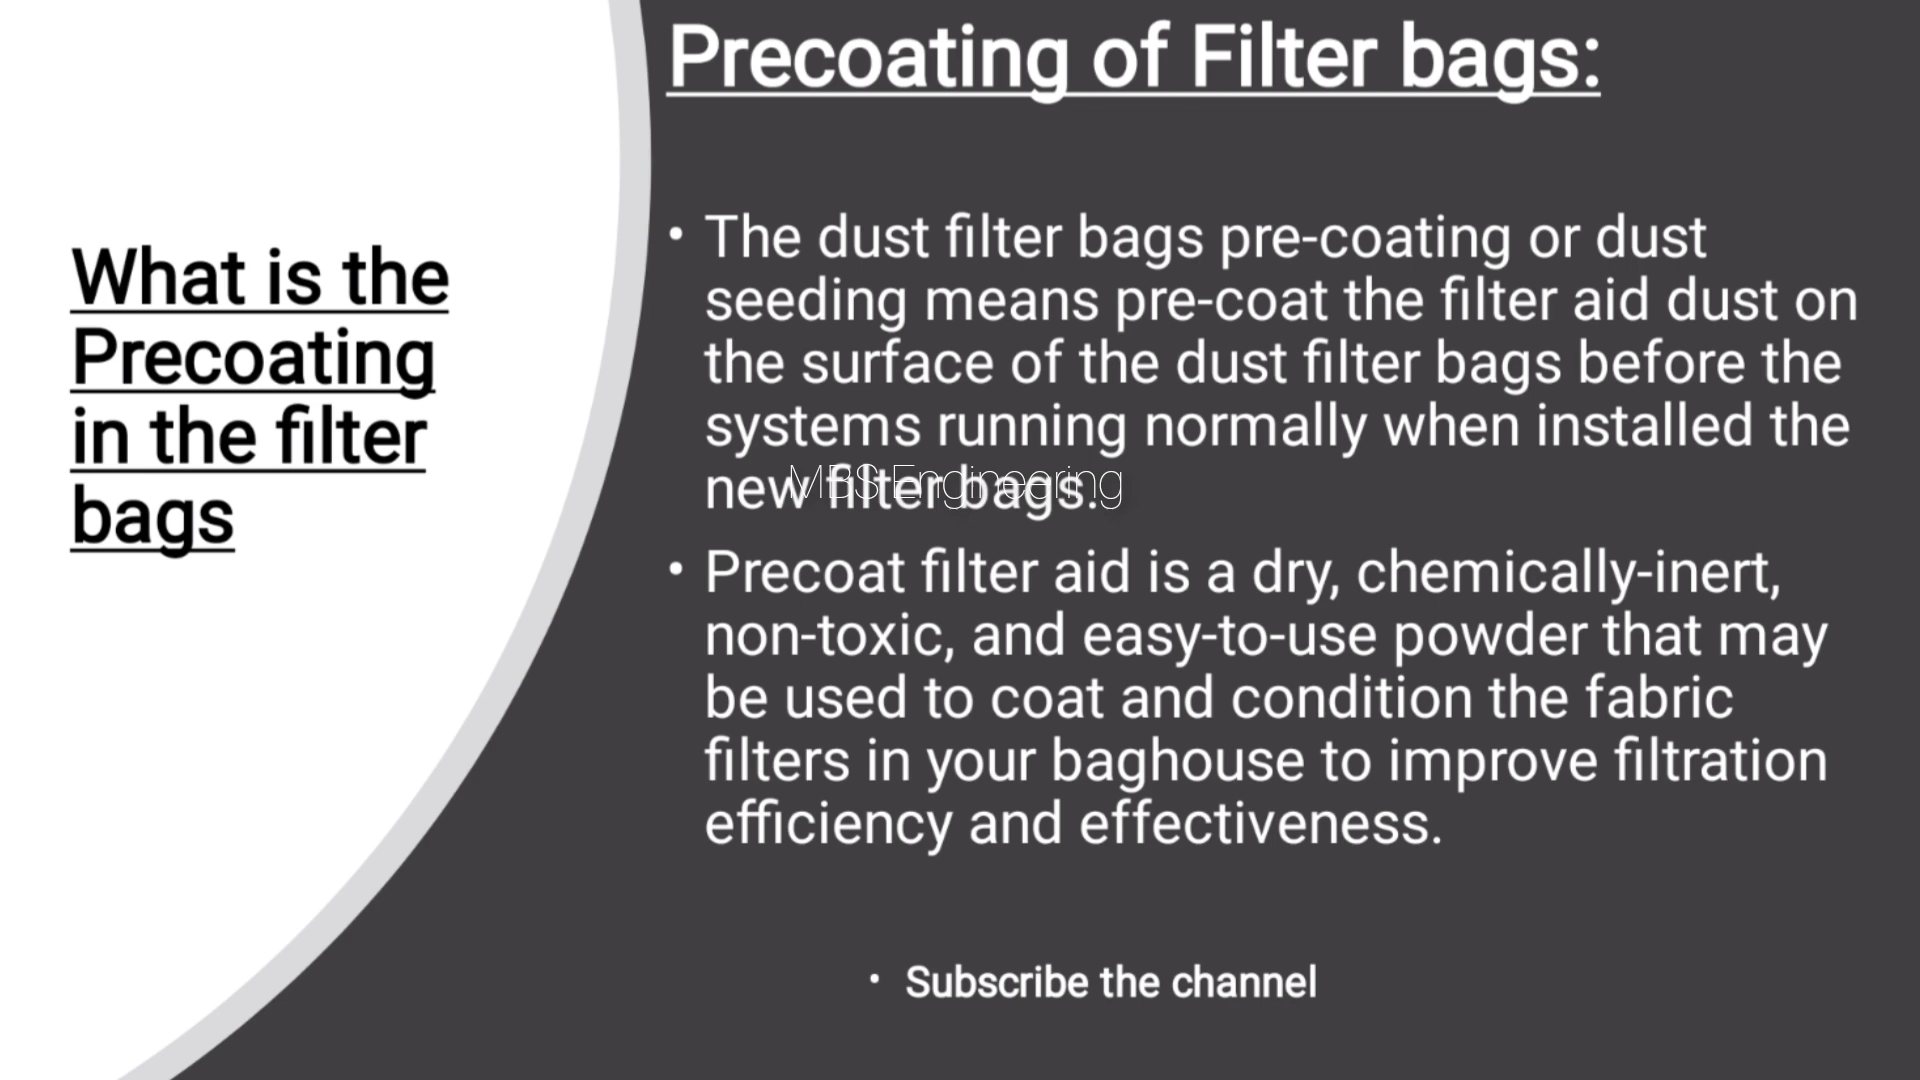 What is the
Precoating
in the filter
bags
Precoating of Filter bags:
• The dust filter bags pre-coating or dust
seeding means pre-coat the filter aid dust on
the surface of the dust filter bags before the
systems running normally when installed the
new filter bags.
MBS Engineering
• Precoat filter aid is a dry, chemically-inert,
non-toxic, and easy-to-use powder that may
be used to coat and condition the fabric
filters in your baghouse to improve filtration
efficiency and effectiveness.
• Subscribe the channel